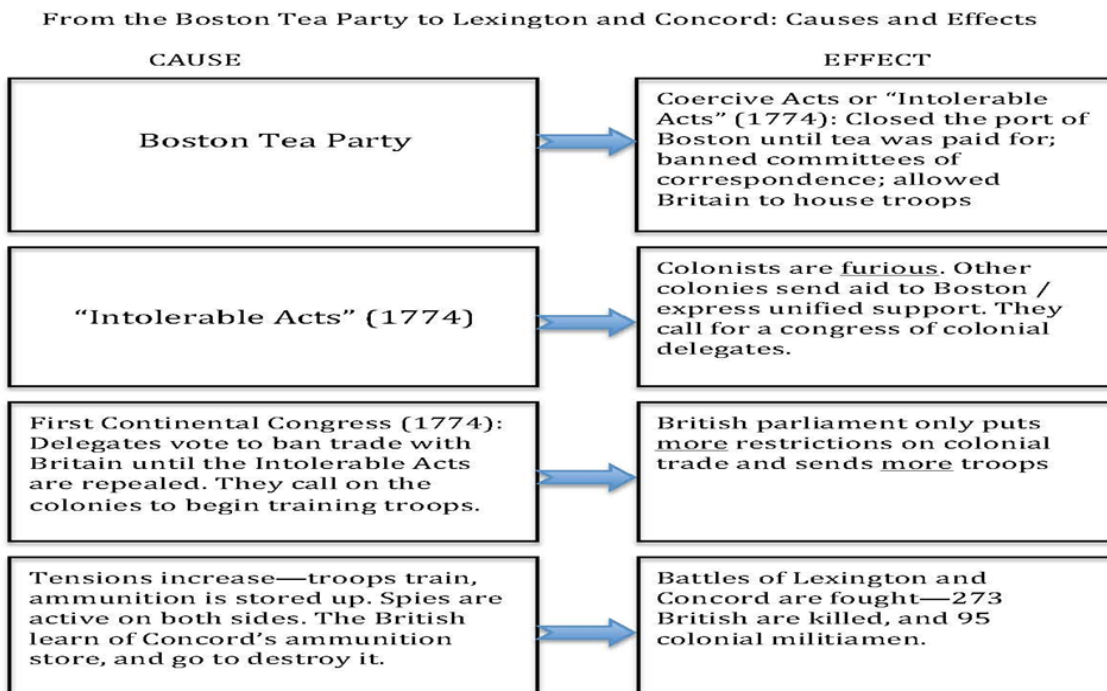 From the Boston Tea Party to Lexington and Concord: Causes and Effects
CAUSE
EFFECT
Boston Tea Party
Coercive Acts or “Intolerable
Acts” (1774): Closed the port of
Boston until tea was paid for;
banned committees of
correspondence; allowed
Britain to house troops
“Intolerable Acts” (1774)
Colonists are furious. Other
colonies send aid to Boston /
express unified support. They
call for a congress of colonial
delegates.
First Continental Congress (1774):
Delegates vote to ban trade with
Britain until the Intolerable Acts
are repealed. They call on the
colonies to begin training troops.
British parliament only puts
more restrictions on colonial
trade and sends more troops
Tensions increase—troops train,
ammunition is stored up. Spies are
active on both sides. The British
learn of Concord’s ammunition
store, and go to destroy it.
Battles of Lexington and
Concord are fought—273
British are killed, and 95
colonial militiamen.